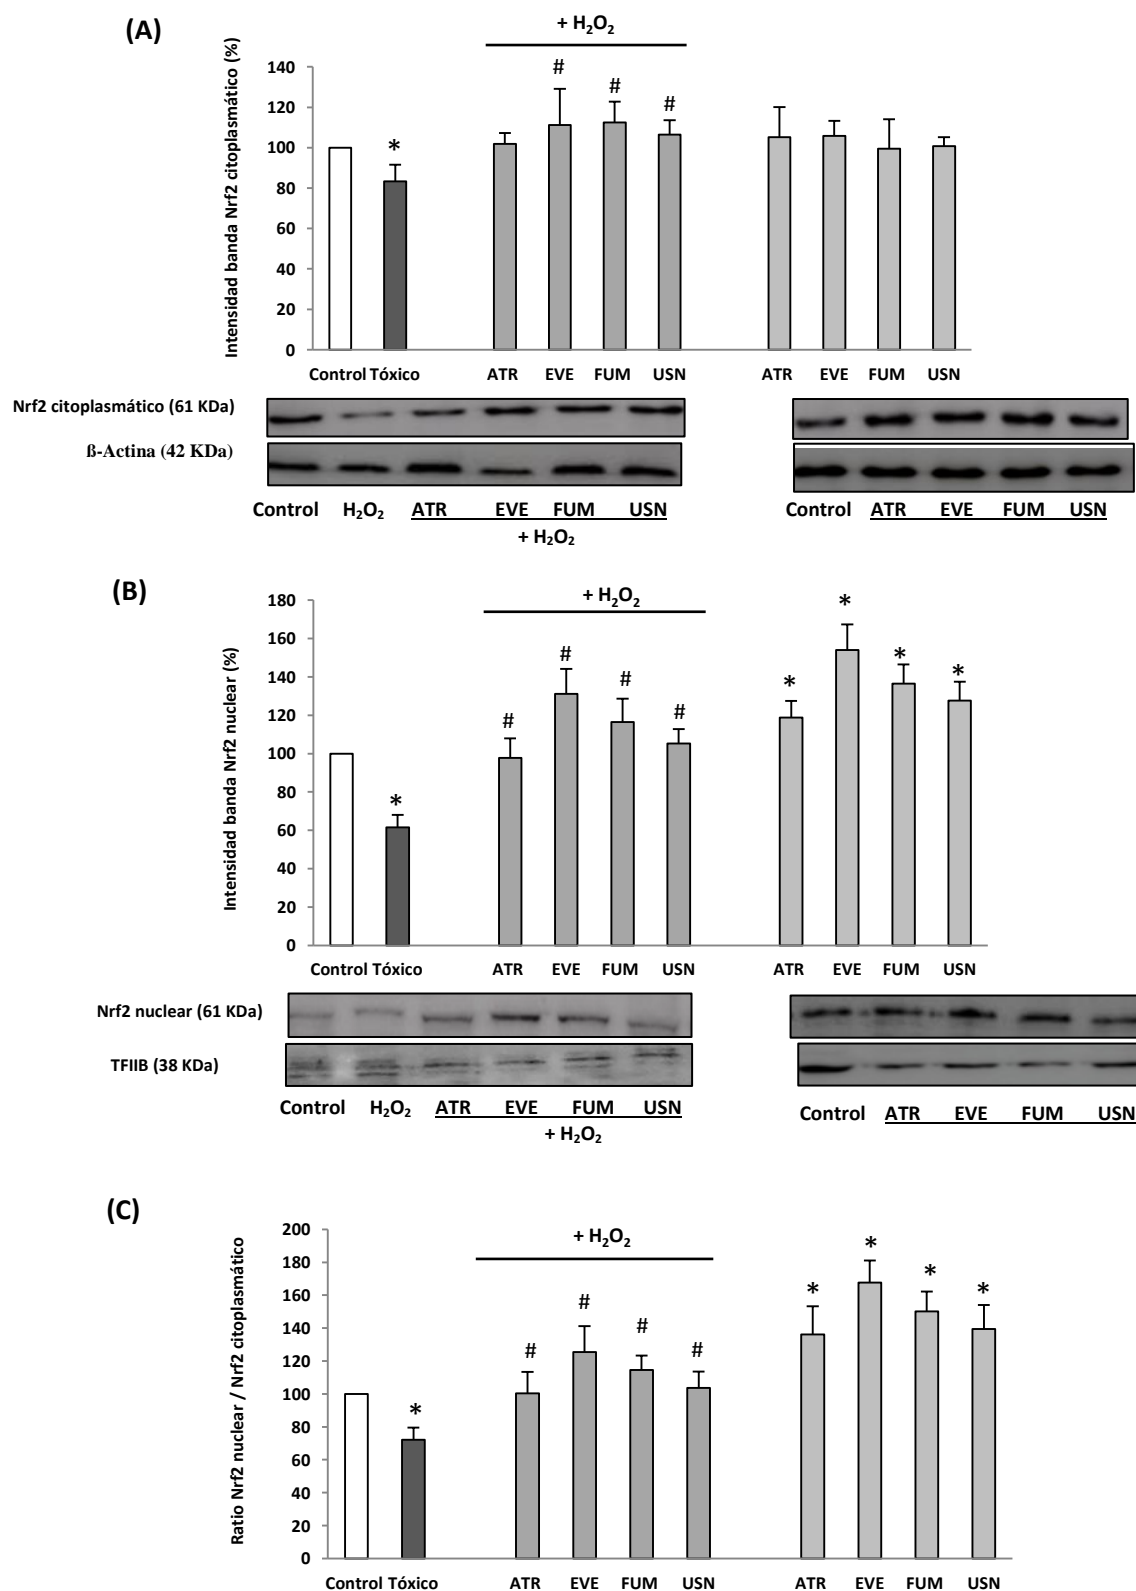 (A)
+ H₂O₂
Intensidad banda Nrf2 citoplasmático (%)
140
120
100
80
60
40
20
0
*
#
#
#
Control Tóxico ATR EVE FUM USN ATR EVE FUM USN
Nrf2 citoplasmático (61 KDa)
ß-Actina (42 KDa)
Control H₂O₂ ATR EVE FUM USN Control ATR EVE FUM USN
+ H₂O₂
(B)
+ H₂O₂
Intensidad banda Nrf2 nuclear (%)
180
160
140
120
100
80
60
40
20
0
*
#
#
#
#
*
*
*
*
Control Tóxico ATR EVE FUM USN ATR EVE FUM USN
Nrf2 nuclear (61 KDa)
TFIIB (38 KDa)
Control H₂O₂ ATR EVE FUM USN Control ATR EVE FUM USN
+ H₂O₂
(C)
+ H₂O₂
Ratio Nrf2 nuclear / Nrf2 citoplasmático
200
180
160
140
120
100
80
60
40
20
0
*
#
#
#
#
*
*
*
*
Control Tóxico ATR EVE FUM USN ATR EVE FUM USN